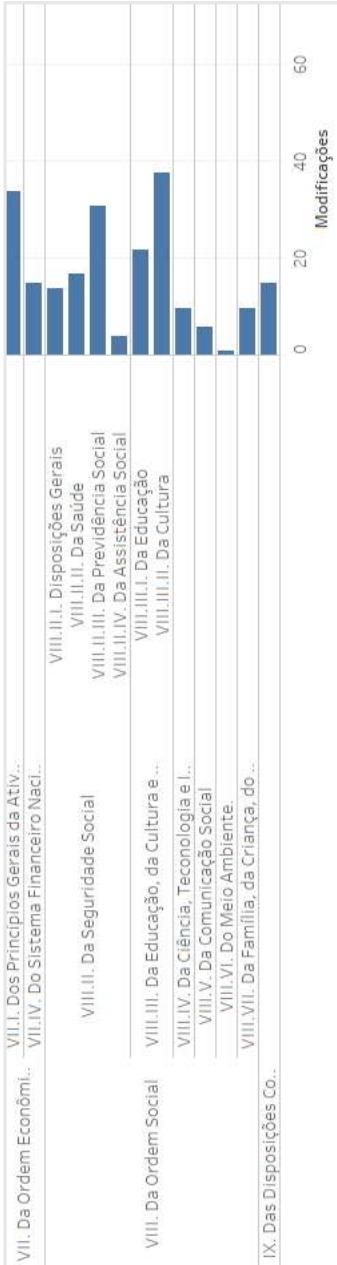 VII. Da Ordem Econômi..
VII.I. Dos Princípios Gerais da Ativ..
VII.IV. Do Sistema Financeiro Naci..
VIII. Da Ordem Social
VIII.II. Da Seguridade Social
VIII.II.I. Disposições Gerais
VIII.II.II. Da Saúde
VIII.II.III. Da Previdência Social
VIII.II.IV. Da Assistência Social
VIII.III. Da Educação, da Cultura e ..
VIII.III.I. Da Educação
VIII.III.II. Da Cultura
VIII.IV. Da Ciência, Teconologia e I..
VIII.V. Da Comunicação Social
VIII.VI. Do Meio Ambiente.
VIII.VII. Da Família, da Criança, do ..
IX. Das Disposições Co..
0 20 40 60
Modificações